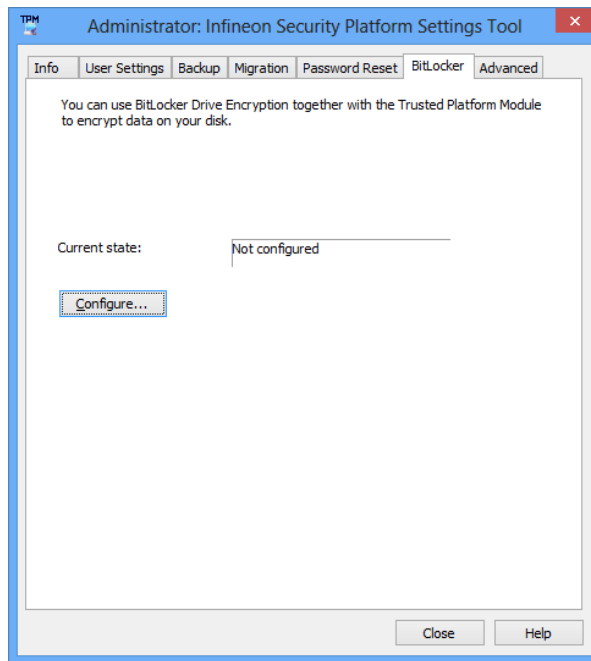 TPM
Administrator: Infineon Security Platform Settings Tool
Info User Settings Backup Migration Password Reset BitLocker Advanced
You can use BitLocker Drive Encryption together with the Trusted Platform Module
to encrypt data on your disk.
Current state: Not configured
Configure...
Close Help